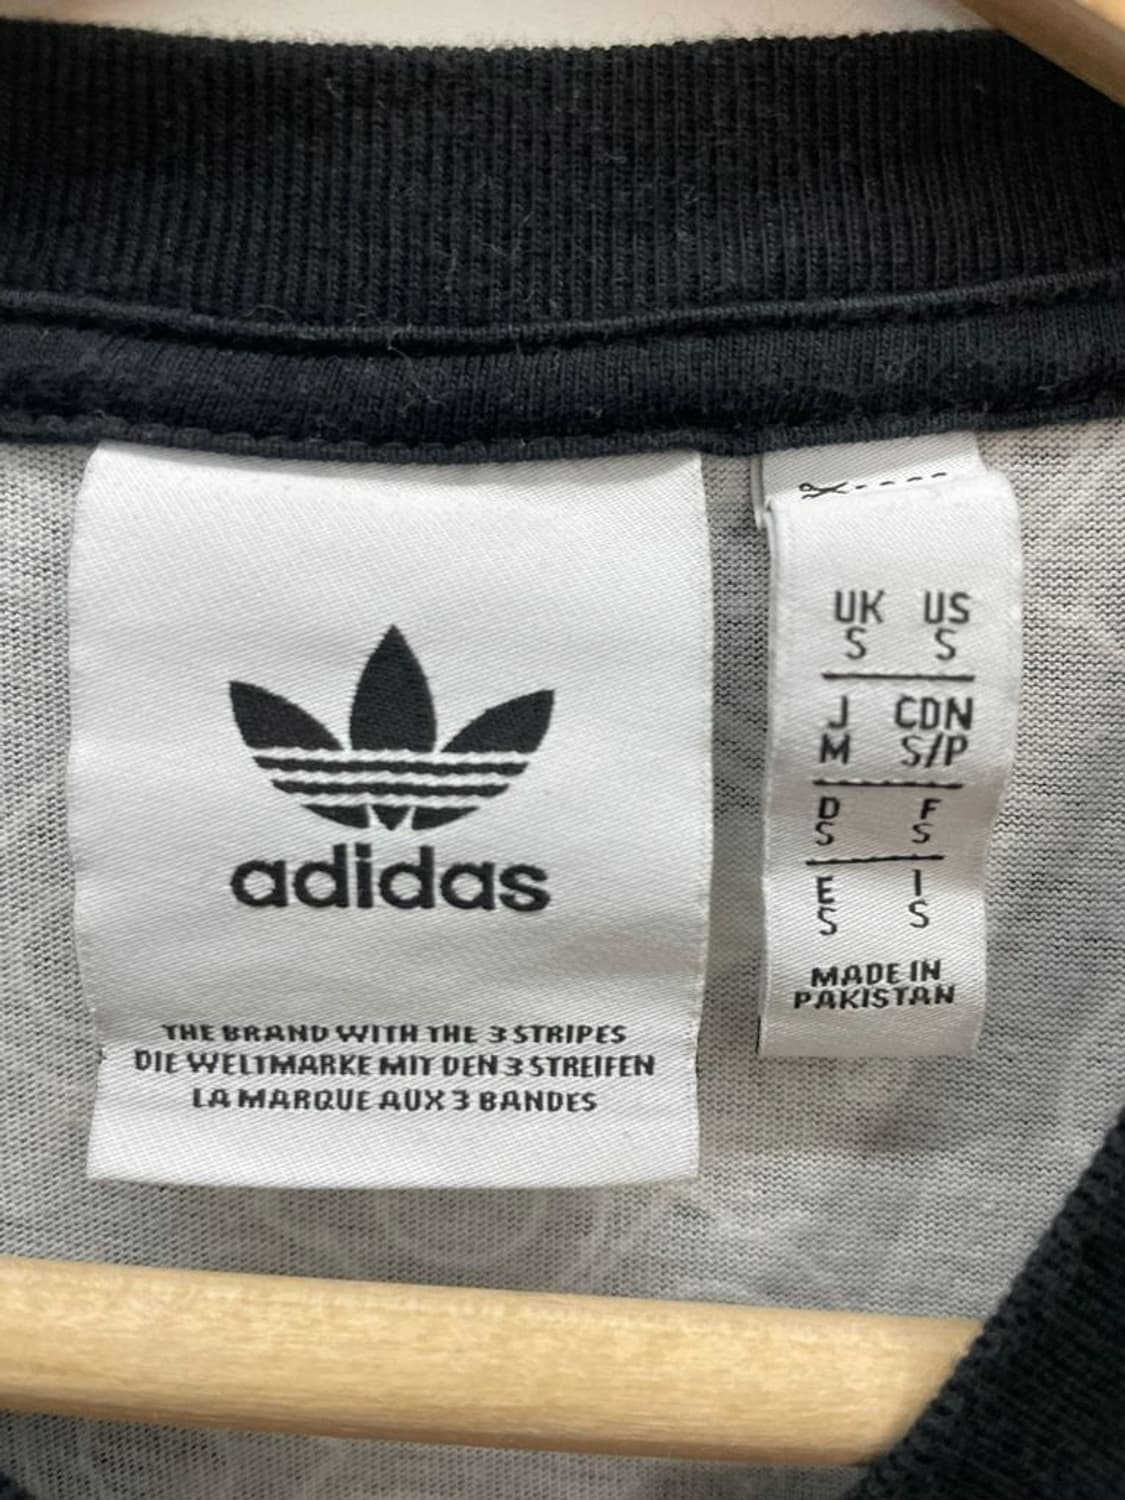 adidas
THE BRAND WITH THE 3 STRIPES
DIE WELTMARKE MIT DEN 3 STREIFEN
LA MARQUE AUX 3 BANDES
UK US
S S
J CDN
M S/P
D F
S S
E I
S S
MADE IN
PAKISTAN